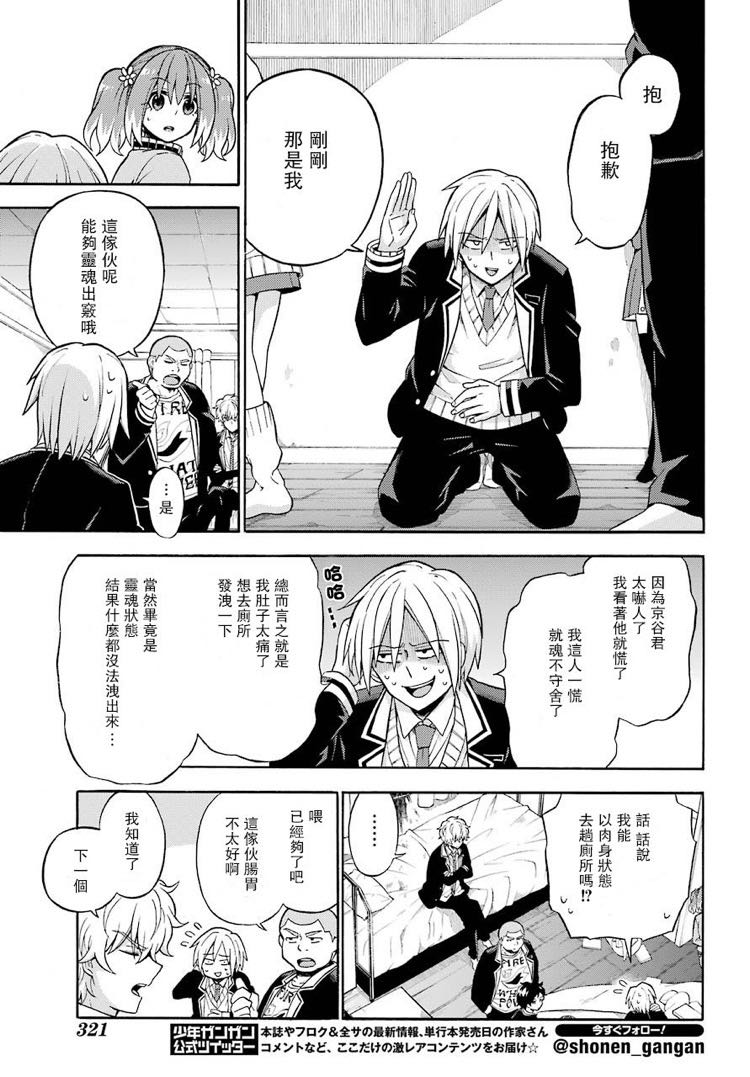 抱
抱歉
剛剛
那是我
這傢伙呢
能夠靈魂出竅哦
…是
因為京谷君
太嚇人了
我看著他就慌了
我這人一慌
就魂不守舍了
哈哈…
總而言之就是
我肚子太痛了
想去廁所
發洩一下
當然畢竟是
靈魂狀態
結果什麼都沒法洩出來…
話 話說
我能
以肉身狀態
去趟廁所嗎!?
……
喂
已經夠了吧
這傢伙腸胃
不太好啊
我知道了
下一個
321
少年ガンガン
公式ツイッター
本誌やフロク&全サの最新情報、単行本発売日の作家さん
コメントなど、ここだけの激レアコンテンツをお届け☆
今すぐフォロー!
@shonen_gangan